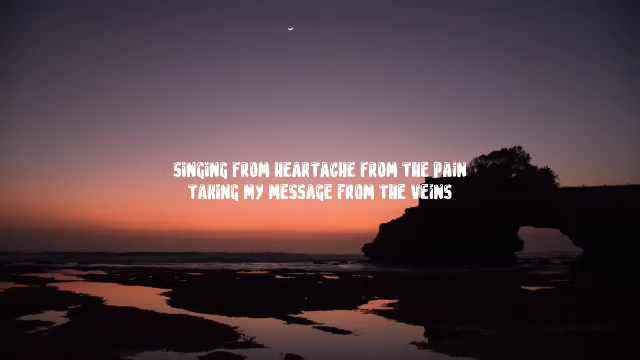 SINGING FROM HEARTACHE FROM THE PAIN
TAKING MY MESSAGE FROM THE VEINS